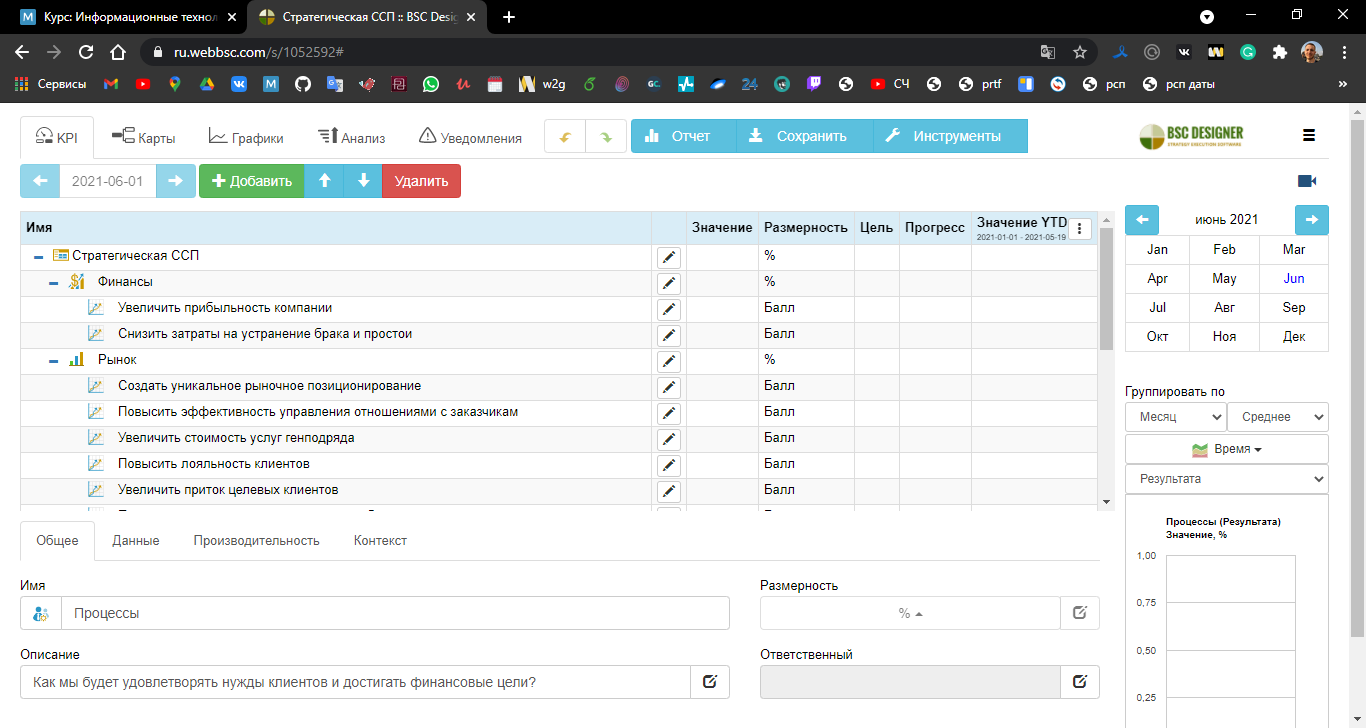 Курс: Информационные технол
Стратегическая ССП :: BSC Desig
ru.webbsc.com/s/1052592#
Сервисы
w2g
GC
24
СЧ
prtf
рсп
рсп даты
»
KPI
Карты
Графики
Анализ
Уведомления
Отчет
Сохранить
Инструменты
BSC DESIGNER
STRATEGY EXECUTION SOFTWARE
2021-06-01
Добавить
Удалить
Имя Значение Размерность Цель Прогресс Значение YTD
2021-01-01 - 2021-05-19
Стратегическая ССП %
Финансы %
Увеличить прибыльность компании Балл
Снизить затраты на устранение брака и простои Балл
Рынок %
Создать уникальное рыночное позиционирование Балл
Повысить эффективность управления отношениями с заказчикам Балл
Увеличить стоимость услуг генподряда Балл
Повысить лояльность клиентов Балл
Увеличить приток целевых клиентов Балл
июнь 2021
Jan Feb Mar
Apr May Jun
Jul Авг Sep
Окт Ноя Дек
Группировать по
Месяц Среднее
Время
Результата
Процессы (Результата)
Значение, %
1,00
0,75
0,50
0,25
Общее Данные Производительность Контекст
Имя
Процессы
Размерность
%
Описание
Как мы будет удовлетворять нужды клиентов и достигать финансовые цели?
Ответственный